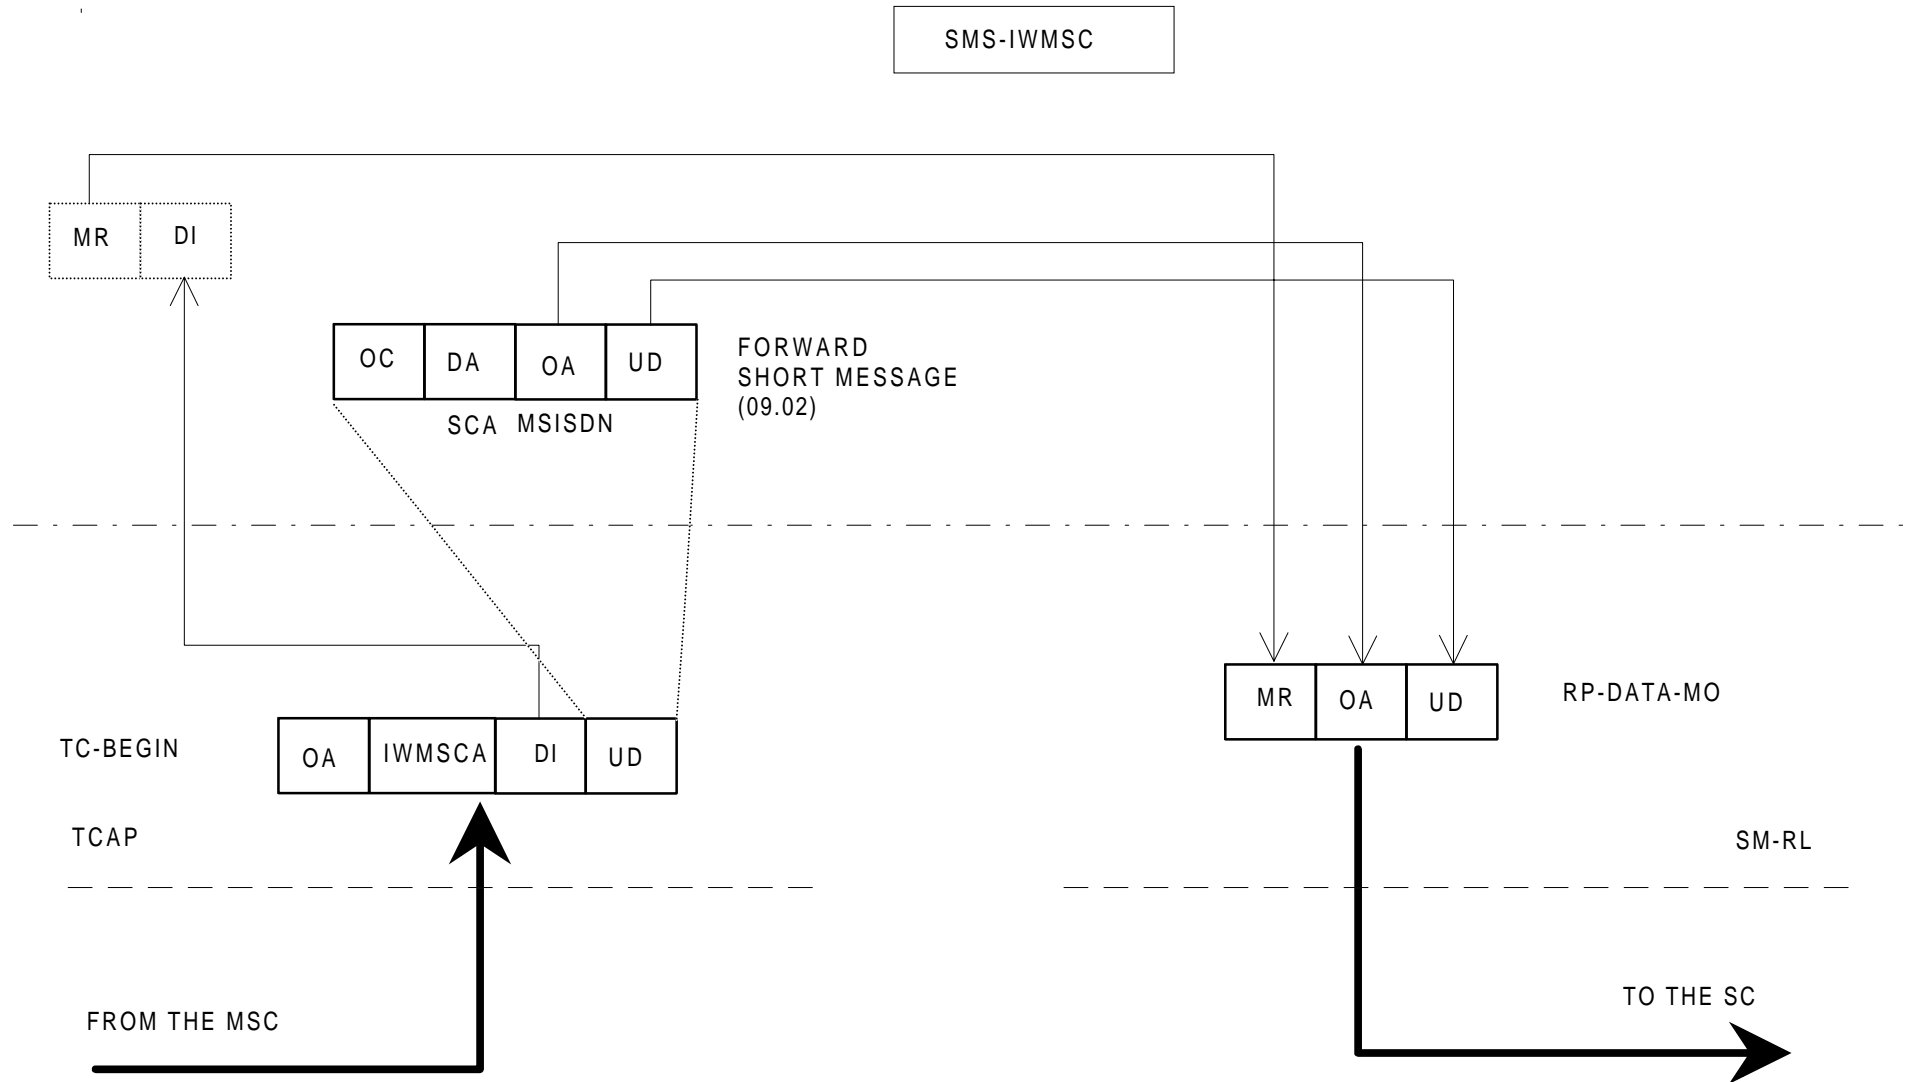 SMS-IWMSC
MR DI
OC DA OA UD
SCA MSISDN
FORWARD
SHORT MESSAGE
(09.02)
TC-BEGIN
OA IWMSCA DI UD
MR OA UD
RP-DATA-MO
TCAP
SM-RL
FROM THE MSC
TO THE SC